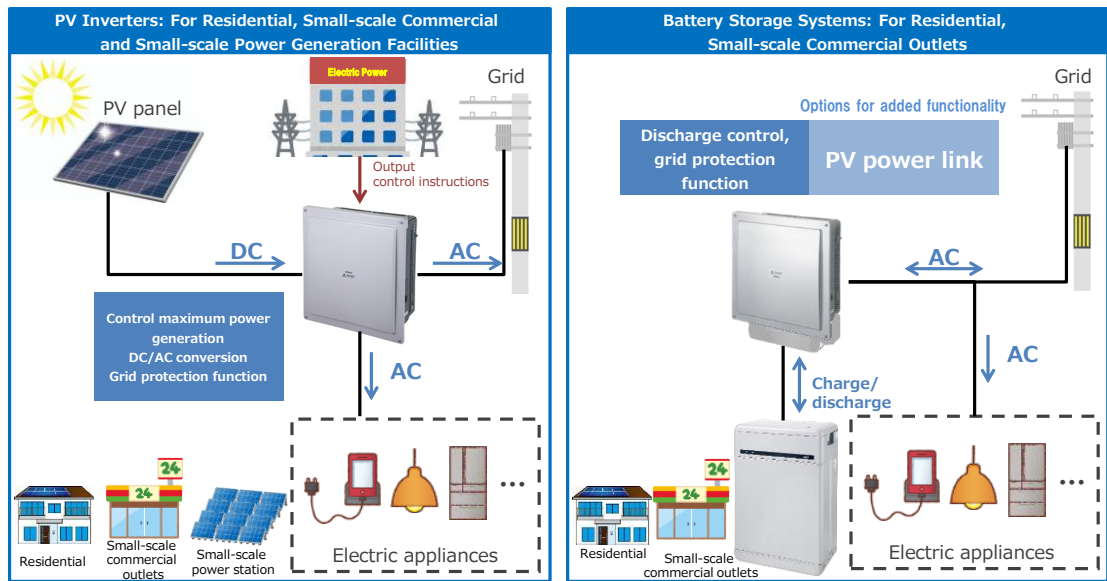 PV Inverters: For Residential, Small-scale Commercial
and Small-scale Power Generation Facilities
PV panel
Electric Power
Grid
Output
control instructions
DC
AC
Control maximum power
generation
DC/AC conversion
Grid protection function
AC
24
24
Residential
Small-scale
commercial
outlets
Small-scale
power station
...
Electric appliances
Battery Storage Systems: For Residential,
Small-scale Commercial Outlets
Grid
Options for added functionality
Discharge control,
grid protection
function
PV power link
AC
AC
Charge/
discharge
24
24
Residential
Small-scale
commercial outlets
...
Electric appliances